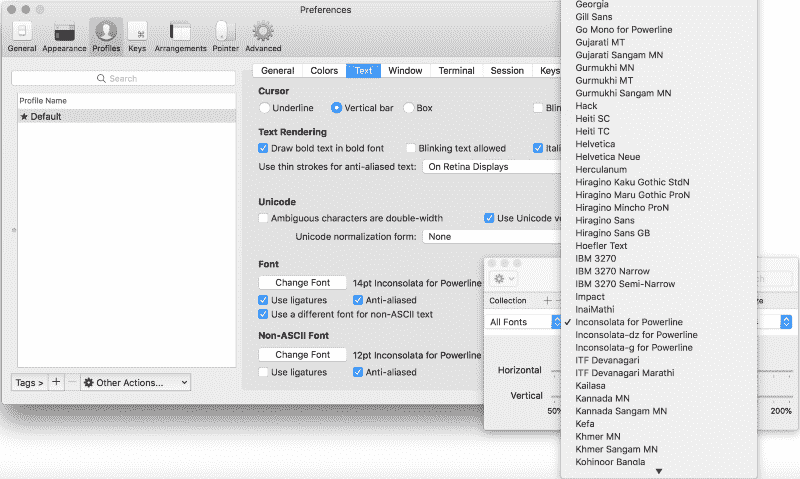 Preferences
General Appearance Profiles Keys Arrangements Pointer Advanced
Search
Profile Name
★ Default
Tags > + − Other Actions...
General Colors Text Window Terminal Session Keys
Cursor
Underline Vertical bar Box
Text Rendering
Draw bold text in bold font Blinking text allowed
Use thin strokes for anti-aliased text: On Retina Displays
Unicode
Ambiguous characters are double-width Use Unicode
Unicode normalization form: None
Font
Change Font 14pt Inconsolata for Powerline
Use ligatures Anti-aliased
Use a different font for non-ASCII text
Non-ASCII Font
Change Font 12pt Inconsolata for Powerline
Use ligatures Anti-aliased
Collection +
All Fonts
Horizontal
Vertical
50% 200%
Georgia
Gill Sans
Go Mono for Powerline
Gujarati MT
Gujarati Sangam MN
Gurmukhi MN
Gurmukhi MT
Gurmukhi Sangam MN
Hack
Heiti SC
Heiti TC
Helvetica
Helvetica Neue
Herculanum
Hiragino Kaku Gothic StdN
Hiragino Maru Gothic ProN
Hiragino Mincho ProN
Hiragino Sans
Hiragino Sans GB
Hoefler Text
IBM 3270
IBM 3270 Narrow
IBM 3270 Semi-Narrow
Impact
InaiMathi
✓ Inconsolata for Powerline
Inconsolata-dz for Powerline
Inconsolata-g for Powerline
ITF Devanagari
ITF Devanagari Marathi
Kailasa
Kannada MN
Kannada Sangam MN
Kefa
Khmer MN
Khmer Sangam MN
Kohinoor Bangla